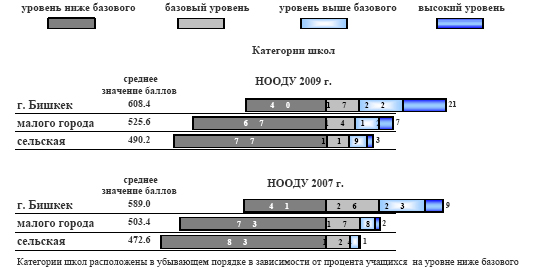 уровень ниже базового базовый уровень уровень выше базового высокий уровень
Категории школ
среднее
значение баллов НООДУ 2009 г.
г. Бишкек 608.4 4 0 1 7 2 2 21
малого города 525.6 6 7 1 4 1 7
сельская 490.2 7 7 1 1 9 3
среднее
значение баллов НООДУ 2007 г.
г. Бишкек 589.0 4 1 2 6 2 3 9
малого города 503.4 7 3 1 7 8 2
сельская 472.6 8 3 1 2 4 1
Категории школ расположены в убывающем порядке в зависимости от процента учащихся на уровне ниже базового